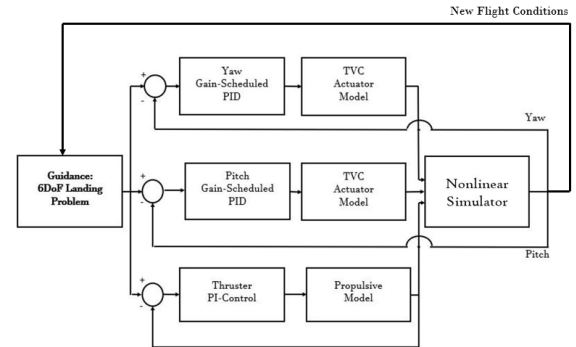 New Flight Conditions
+
Yaw
Gain-Scheduled
PID
TVC
Actuator
Model
-
Yaw
Guidance:
6DoF Landing
Problem
+
Pitch
Gain-Scheduled
PID
TVC
Actuator
Model
Nonlinear
Simulator
-
Pitch
+
Thruster
PI-Control
Propulsive
Model
-